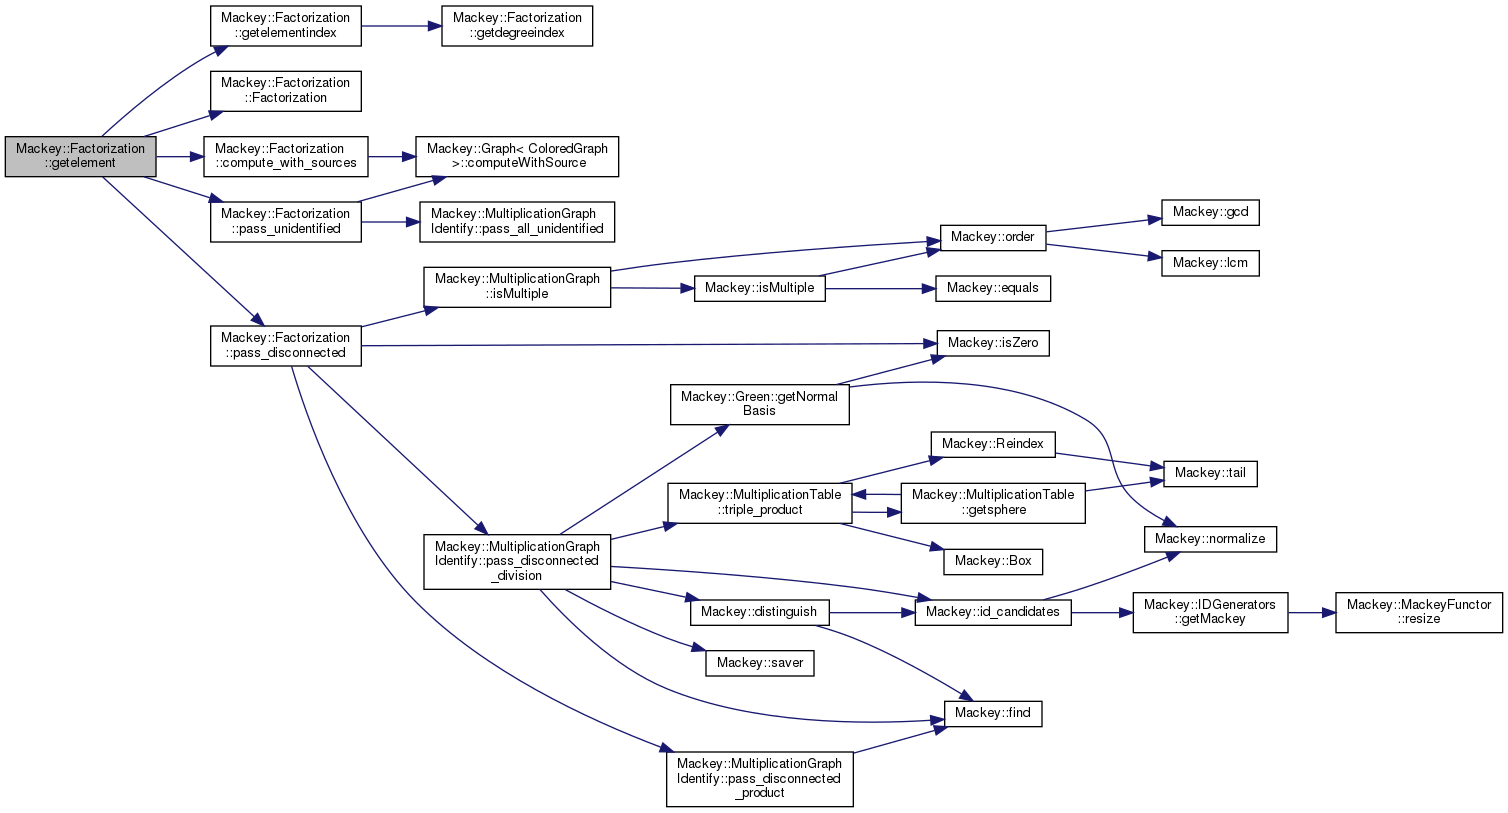 Mackey::Factorization
::getelement
Mackey::Factorization
::getelementindex
Mackey::Factorization
::getdegreeindex
Mackey::Factorization
::Factorization
Mackey::Factorization
::compute_with_sources
Mackey::Graph< ColoredGraph
>::computeWithSource
Mackey::Factorization
::pass_unidentified
Mackey::MultiplicationGraph
Identify::pass_all_unidentified
Mackey::Factorization
::pass_disconnected
Mackey::MultiplicationGraph
::isMultiple
Mackey::isMultiple
Mackey::order
Mackey::gcd
Mackey::lcm
Mackey::equals
Mackey::isZero
Mackey::Green::getNormal
Basis
Mackey::Reindex
Mackey::tail
Mackey::MultiplicationTable
::triple_product
Mackey::MultiplicationTable
::getsphere
Mackey::normalize
Mackey::MultiplicationGraph
Identify::pass_disconnected
_division
Mackey::Box
Mackey::distinguish
Mackey::id_candidates
Mackey::IDGenerators
::getMackey
Mackey::MackeyFunctor
::resize
Mackey::saver
Mackey::find
Mackey::MultiplicationGraph
Identify::pass_disconnected
_product